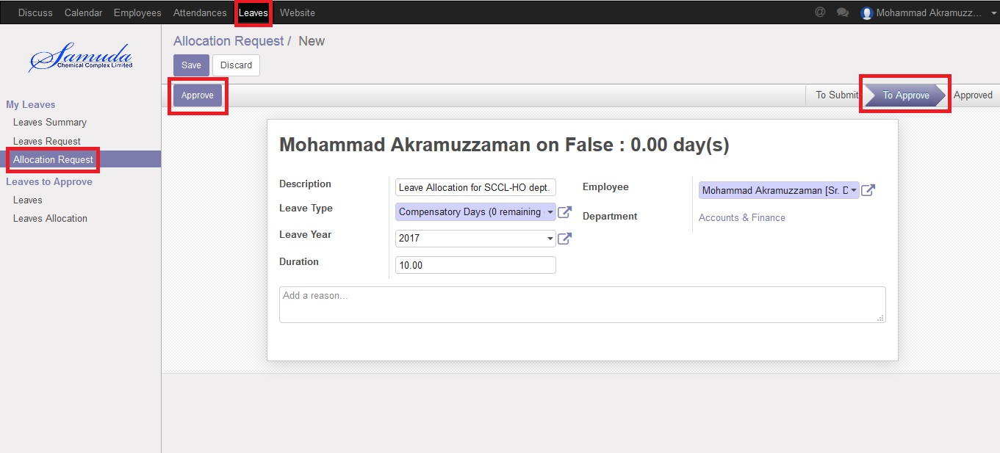 Discuss Calendar Employees Attendances Leaves Website @ Mohammad Akramuzz...
Samuda
Chemical Complex Limited
My Leaves
Leaves Summary
Leaves Request
Allocation Request
Leaves to Approve
Leaves
Leaves Allocation
Allocation Request / New
Save Discard
Approve To Submit To Approve Approved
Mohammad Akramuzzaman on False : 0.00 day(s)
Description Leave Allocation for SCCL-HO dept.
Leave Type Compensatory Days (0 remaining
Leave Year 2017
Duration 10.00
Employee Mohammad Akramuzzaman [Sr. D
Department Accounts & Finance
Add a reason...